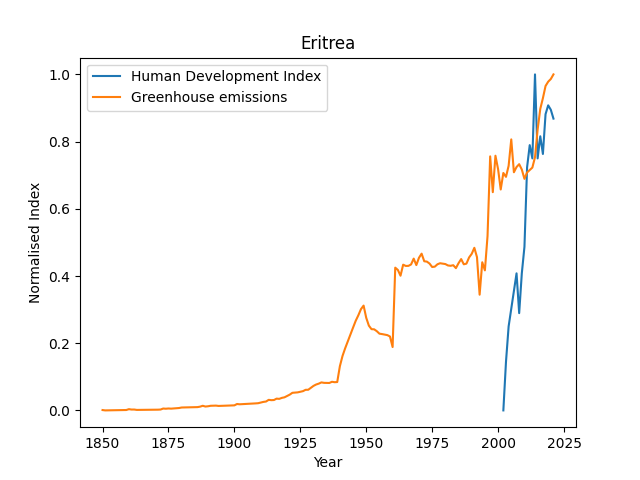 Eritrea
Human Development Index
Greenhouse emissions
1.0
0.8
0.6
0.4
0.2
0.0
Normalised Index
1850
1875
1900
1925
1950
1975
2000
2025
Year